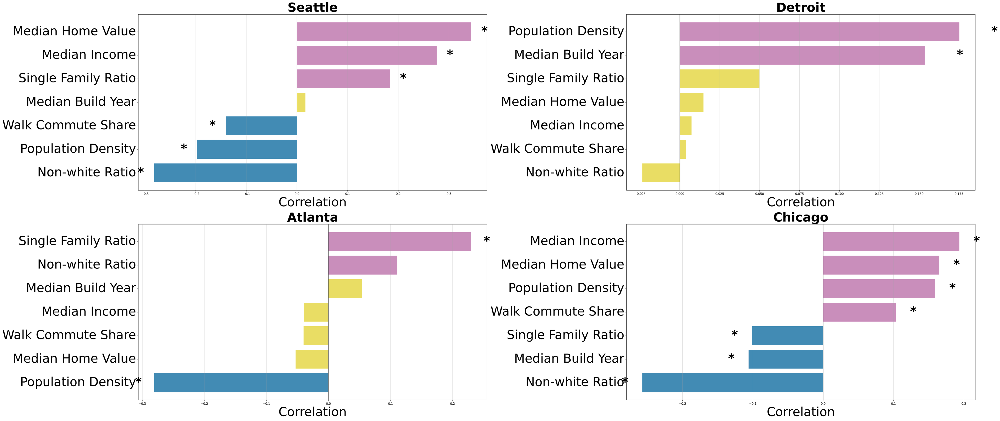 Seattle
Median Home Value *
Median Income *
Single Family Ratio *
Median Build Year
Walk Commute Share *
Population Density *
Non-white Ratio *
−0.3 −0.2 −0.1 0.0 0.1 0.2 0.3
Correlation
Detroit
Population Density *
Median Build Year *
Single Family Ratio
Median Home Value
Median Income
Walk Commute Share
Non-white Ratio
−0.025 0.000 0.025 0.050 0.075 0.100 0.125 0.150 0.175
Correlation
Atlanta
Single Family Ratio *
Non-white Ratio
Median Build Year
Median Income
Walk Commute Share
Median Home Value
Population Density *
−0.3 −0.2 −0.1 0.0 0.1 0.2
Correlation
Chicago
Median Income *
Median Home Value *
Population Density *
Walk Commute Share *
Single Family Ratio *
Median Build Year *
Non-white Ratio *
−0.2 −0.1 0.0 0.1 0.2
Correlation